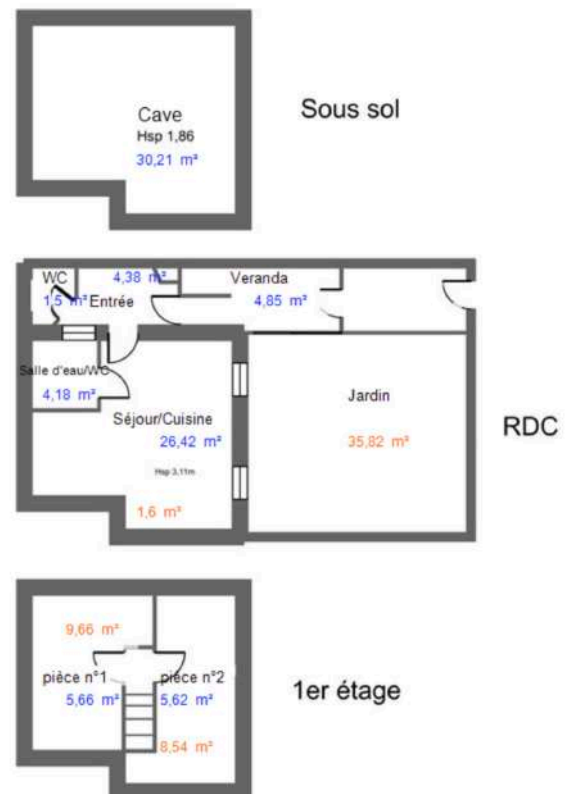 Cave
Hsp 1,86
30,21 m²
Sous sol
WC
1,5 m²
4,38 m²
Entrée
Veranda
4,85 m²
Salle d'eau/WC
4,18 m²
Séjour/Cuisine
26,42 m²
Hsp 3,11m
1,6 m²
Jardin
35,82 m²
RDC
9,66 m²
pièce n°1
5,66 m²
pièce n°2
5,62 m²
8,54 m²
1er étage